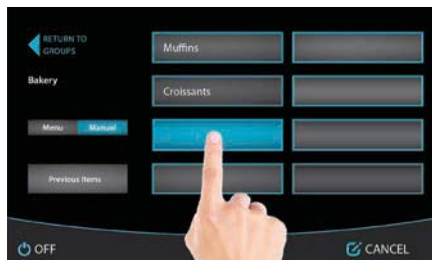 RETURN TO
GROUPS
Bakery
Menu
Manual
Previous Items
Muffins
Croissants
OFF
CANCEL